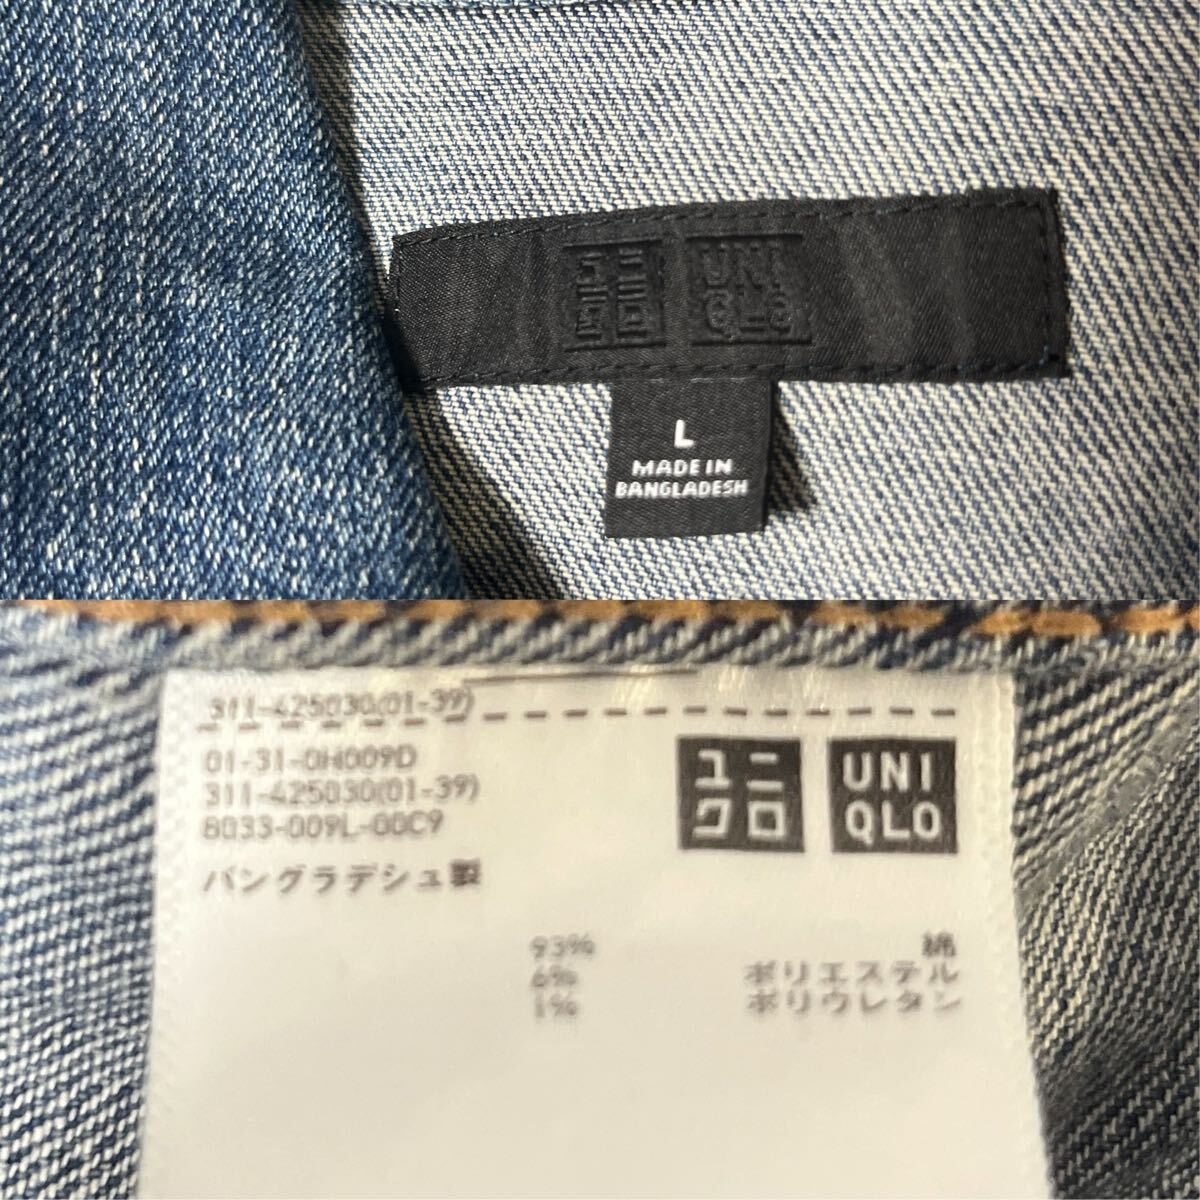 ユニ UNI
クロ QLO
L
MADE IN
BANGLADESH
311-425030(01-39)
01-31-0H009D
311-425030(01-39)
8033-009L-00C9
バングラデシュ製
ユニ UNI
クロ QLO
93% 綿
6% ポリエステル
1% ポリウレタン